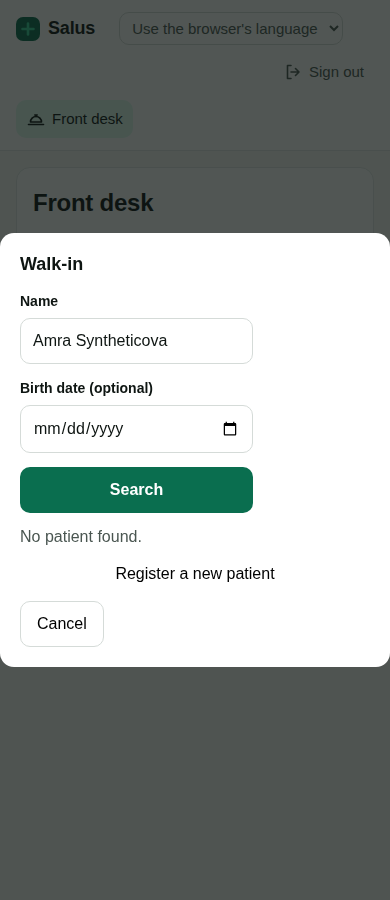 Salus
Use the browser's language
Sign out
Front desk
Front desk
Walk-in
Name
Amra Syntheticova
Birth date (optional)
mm/dd/yyyy
Search
No patient found.
Register a new patient
Cancel